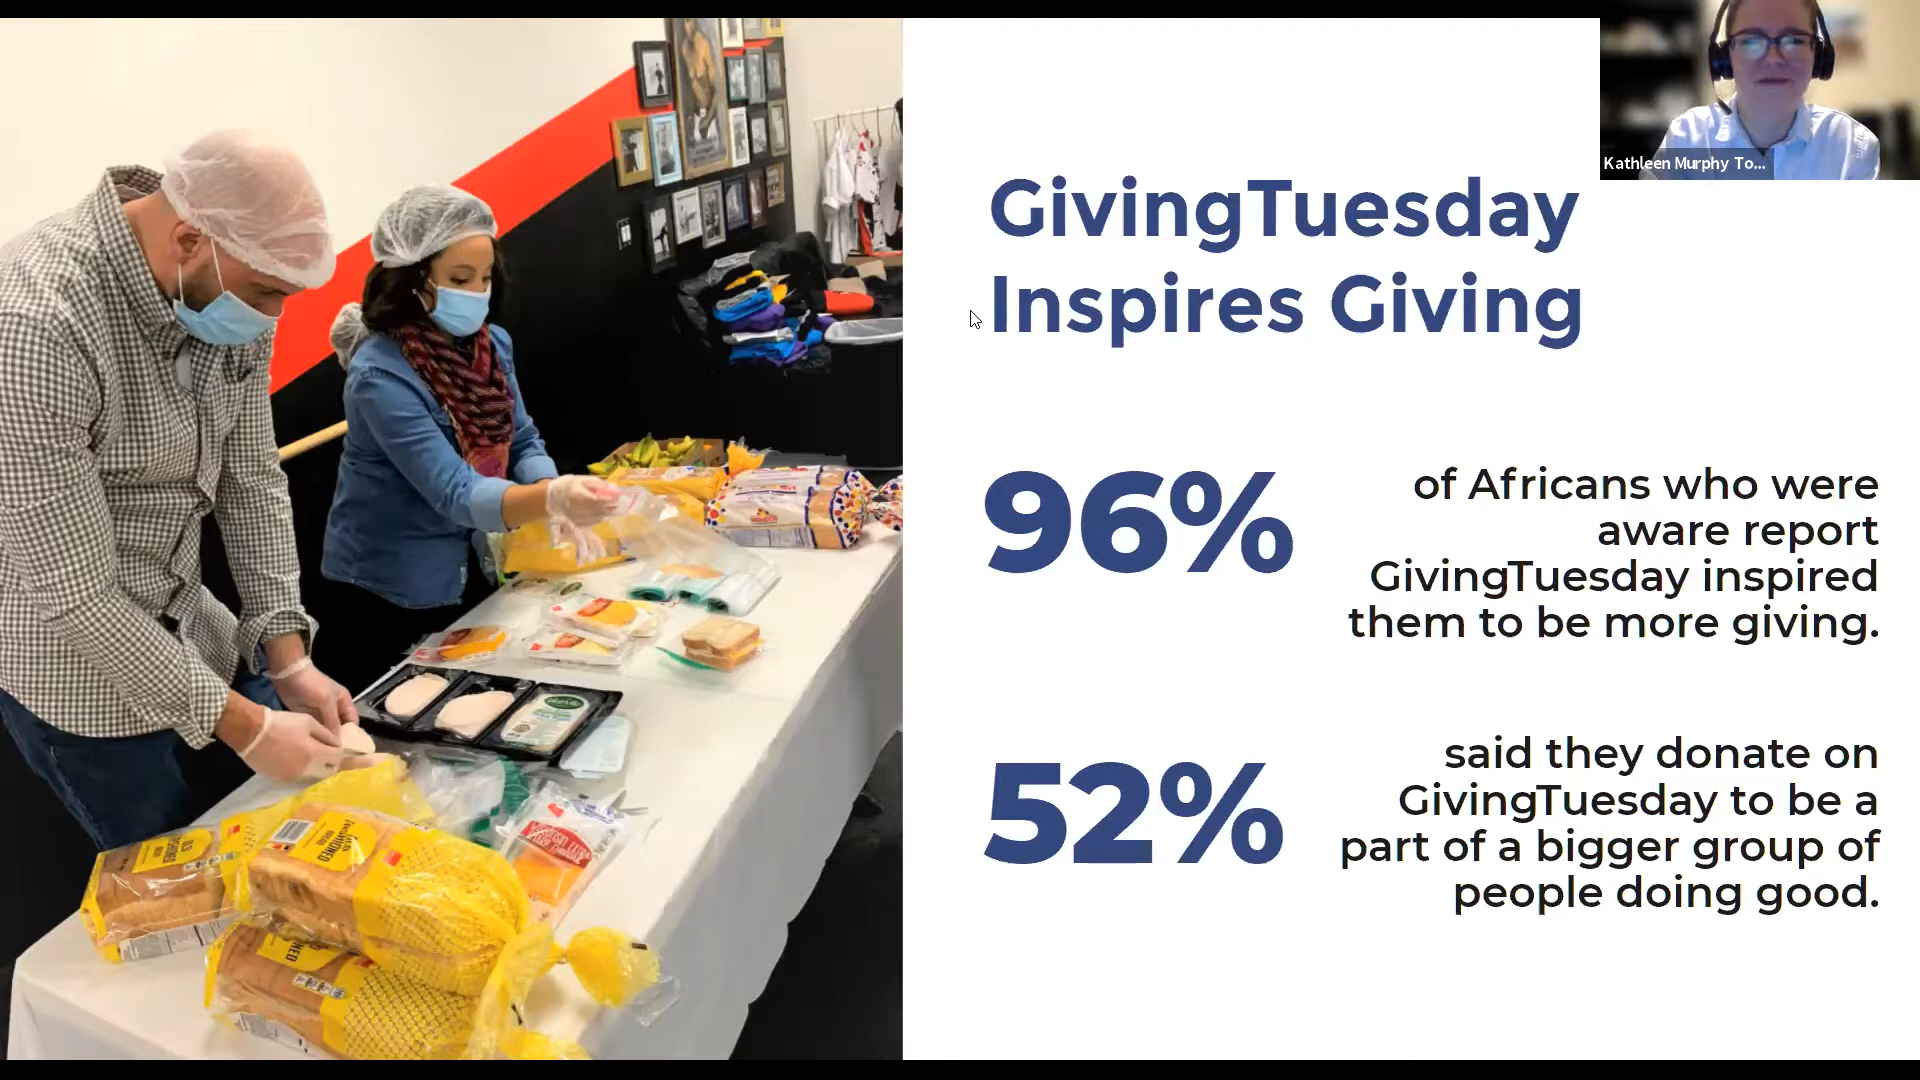 Kathleen Murphy To...
GivingTuesday
Inspires Giving
96%
of Africans who were
aware report
GivingTuesday inspired
them to be more giving.
52%
said they donate on
GivingTuesday to be a
part of a bigger group of
people doing good.